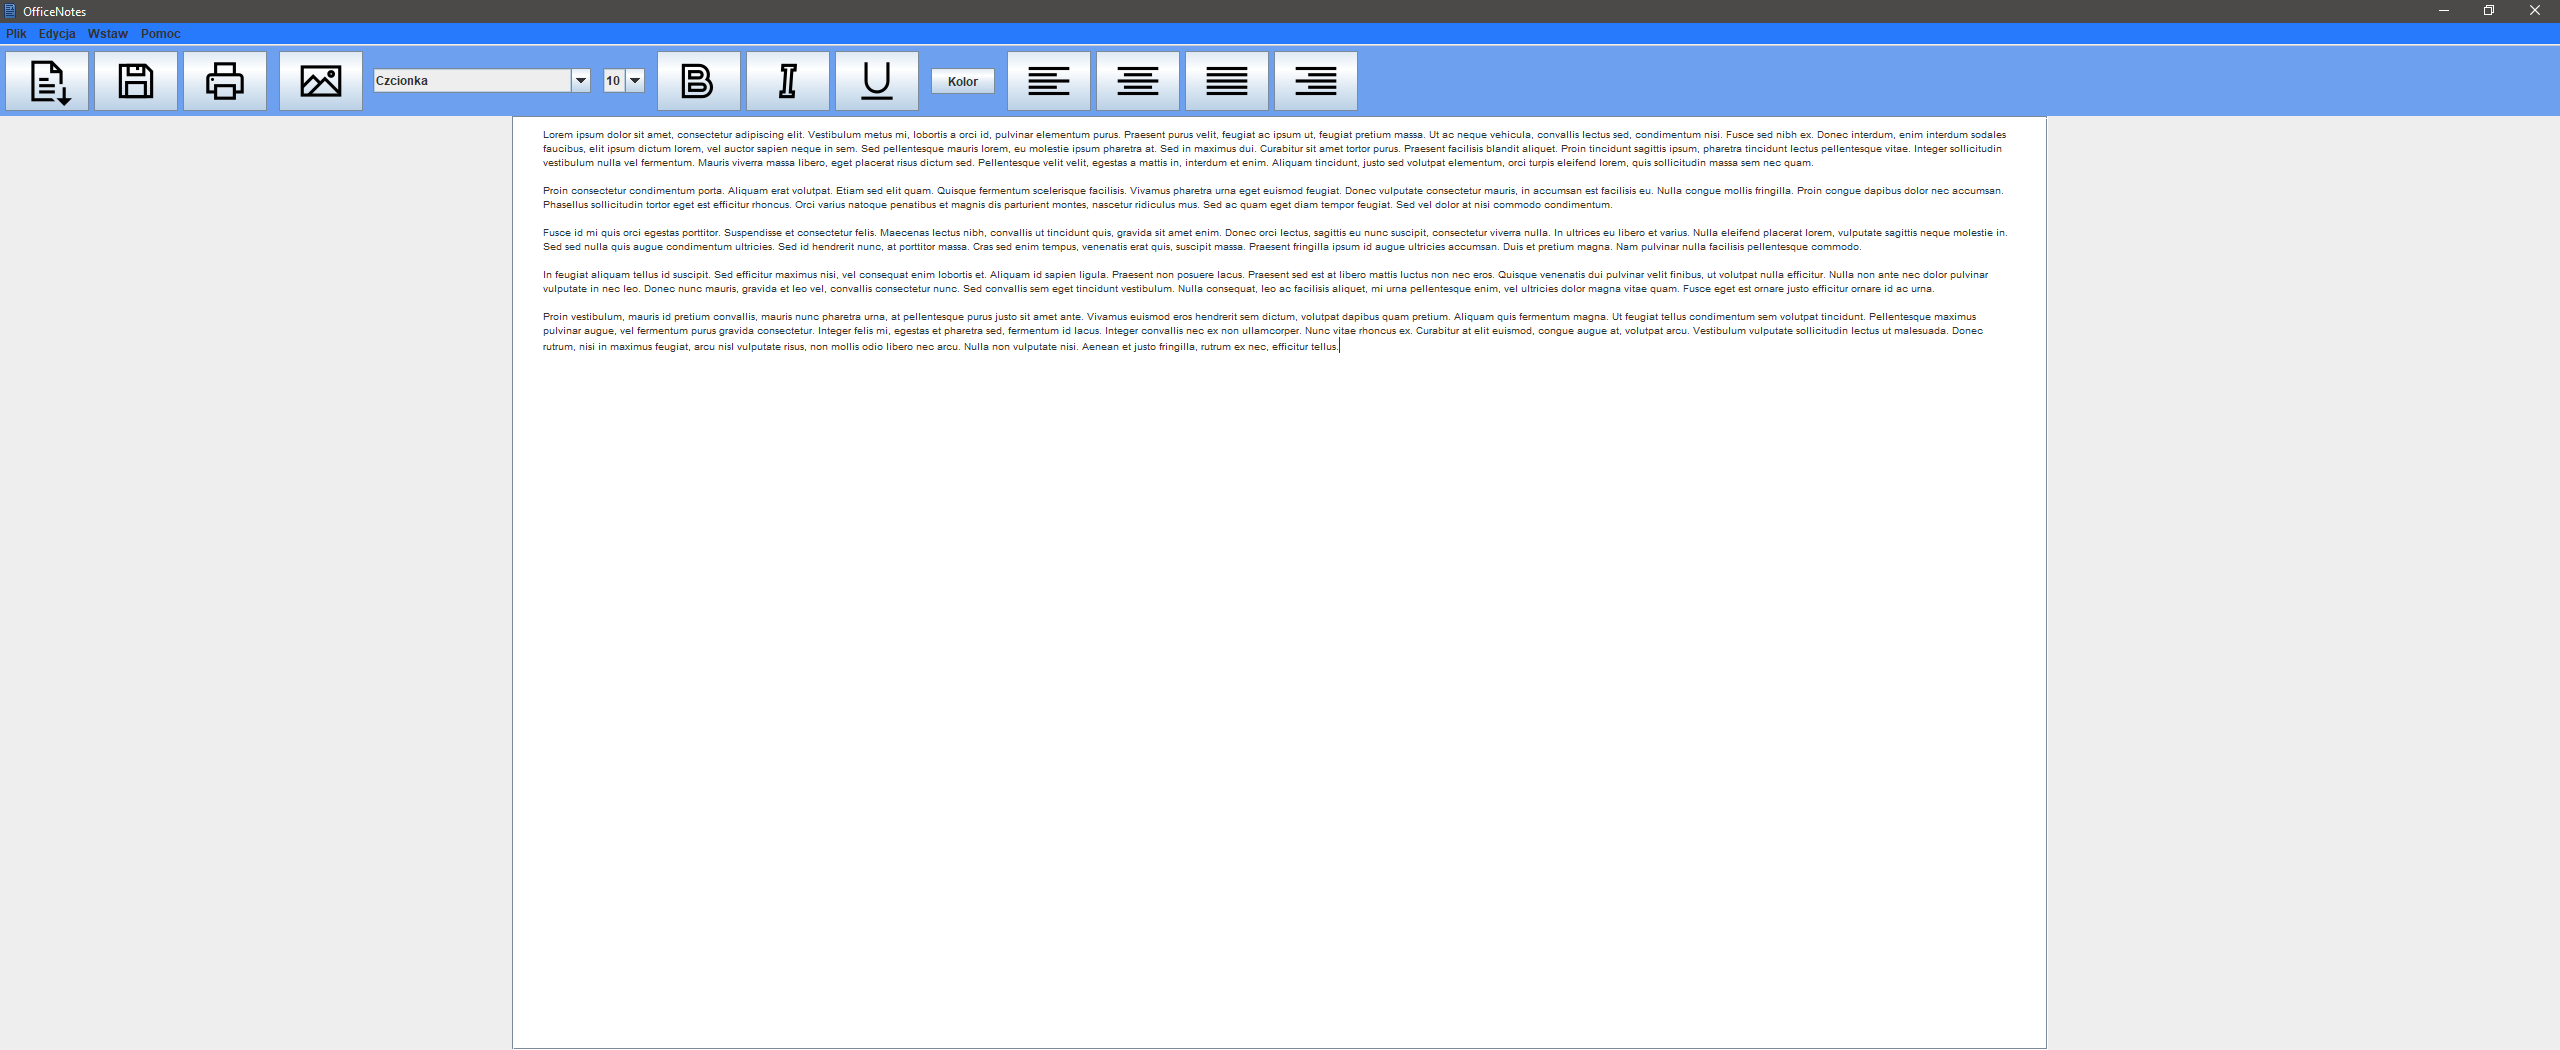 OfficeNotes
Plik Edycja Wstaw Pomoc
Czcionka 10 B I U Kolor
Lorem ipsum dolor sit amet, consectetur adipiscing elit. Vestibulum metus mi, lobortis a orci id, pulvinar elementum purus. Praesent purus velit, feugiat ac ipsum ut, feugiat pretium massa. Ut ac neque vehicula, convallis lectus sed, condimentum nisi. Fusce sed nibh ex. Donec interdum, enim interdum sodales
faucibus, elit ipsum dictum lorem, vel auctor sapien neque in sem. Sed pellentesque mauris lorem, eu molestie ipsum pharetra at. Sed in maximus dui. Curabitur sit amet tortor purus. Praesent facilisis blandit aliquet. Proin tincidunt sagittis ipsum, pharetra tincidunt lectus pellentesque vitae. Integer sollicitudin
vestibulum nulla vel fermentum. Mauris viverra massa libero, eget placerat risus dictum sed. Pellentesque velit velit, egestas a mattis in, interdum et enim. Aliquam tincidunt, justo sed volutpat elementum, orci turpis eleifend lorem, quis sollicitudin massa sem nec quam.
Proin consectetur condimentum porta. Aliquam erat volutpat. Etiam sed elit quam. Quisque fermentum scelerisque facilisis. Vivamus pharetra urna eget euismod feugiat. Donec vulputate consectetur mauris, in accumsan est facilisis eu. Nulla congue mollis fringilla. Proin congue dapibus dolor nec accumsan.
Phasellus sollicitudin tortor eget est efficitur rhoncus. Orci varius natoque penatibus et magnis dis parturient montes, nascetur ridiculus mus. Sed ac quam eget diam tempor feugiat. Sed vel dolor at nisi commodo condimentum.
Fusce id mi quis orci egestas porttitor. Suspendisse et consectetur felis. Maecenas lectus nibh, convallis ut tincidunt quis, gravida sit amet enim. Donec orci lectus, sagittis eu nunc suscipit, consectetur viverra nulla. In ultrices eu libero et varius. Nulla eleifend placerat lorem, vulputate sagittis neque molestie in.
Sed sed nulla quis augue condimentum ultricies. Sed id hendrerit nunc, at porttitor massa. Cras sed enim tempus, venenatis erat quis, suscipit massa. Praesent fringilla ipsum id augue ultricies accumsan. Duis et pretium magna. Nam pulvinar nulla facilisis pellentesque commodo.
In feugiat aliquam tellus id suscipit. Sed efficitur maximus nisi, vel consequat enim lobortis et. Aliquam id sapien ligula. Praesent non posuere lacus. Praesent sed est at libero mattis luctus non nec eros. Quisque venenatis dui pulvinar velit finibus, ut volutpat nulla efficitur. Nulla non ante nec dolor pulvinar
vulputate in nec leo. Donec nunc mauris, gravida et leo vel, convallis consectetur nunc. Sed convallis sem eget tincidunt vestibulum. Nulla consequat, leo ac facilisis aliquet, mi urna pellentesque enim, vel ultricies dolor magna vitae quam. Fusce eget est ornare justo efficitur ornare id ac urna.
Proin vestibulum, mauris id pretium convallis, mauris nunc pharetra urna, at pellentesque purus justo sit amet ante. Vivamus euismod eros hendrerit sem dictum, volutpat dapibus quam pretium. Aliquam quis fermentum magna. Ut feugiat tellus condimentum sem volutpat tincidunt. Pellentesque maximus
pulvinar augue, vel fermentum purus gravida consectetur. Integer felis mi, egestas et pharetra sed, fermentum id lacus. Integer convallis nec ex non ullamcorper. Nunc vitae rhoncus ex. Curabitur at elit euismod, congue augue at, volutpat arcu. Vestibulum vulputate sollicitudin lectus ut malesuada. Donec
rutrum, nisi in maximus feugiat, arcu nisl vulputate risus, non mollis odio libero nec arcu. Nulla non vulputate nisi. Aenean et justo fringilla, rutrum ex nec, efficitur tellus.